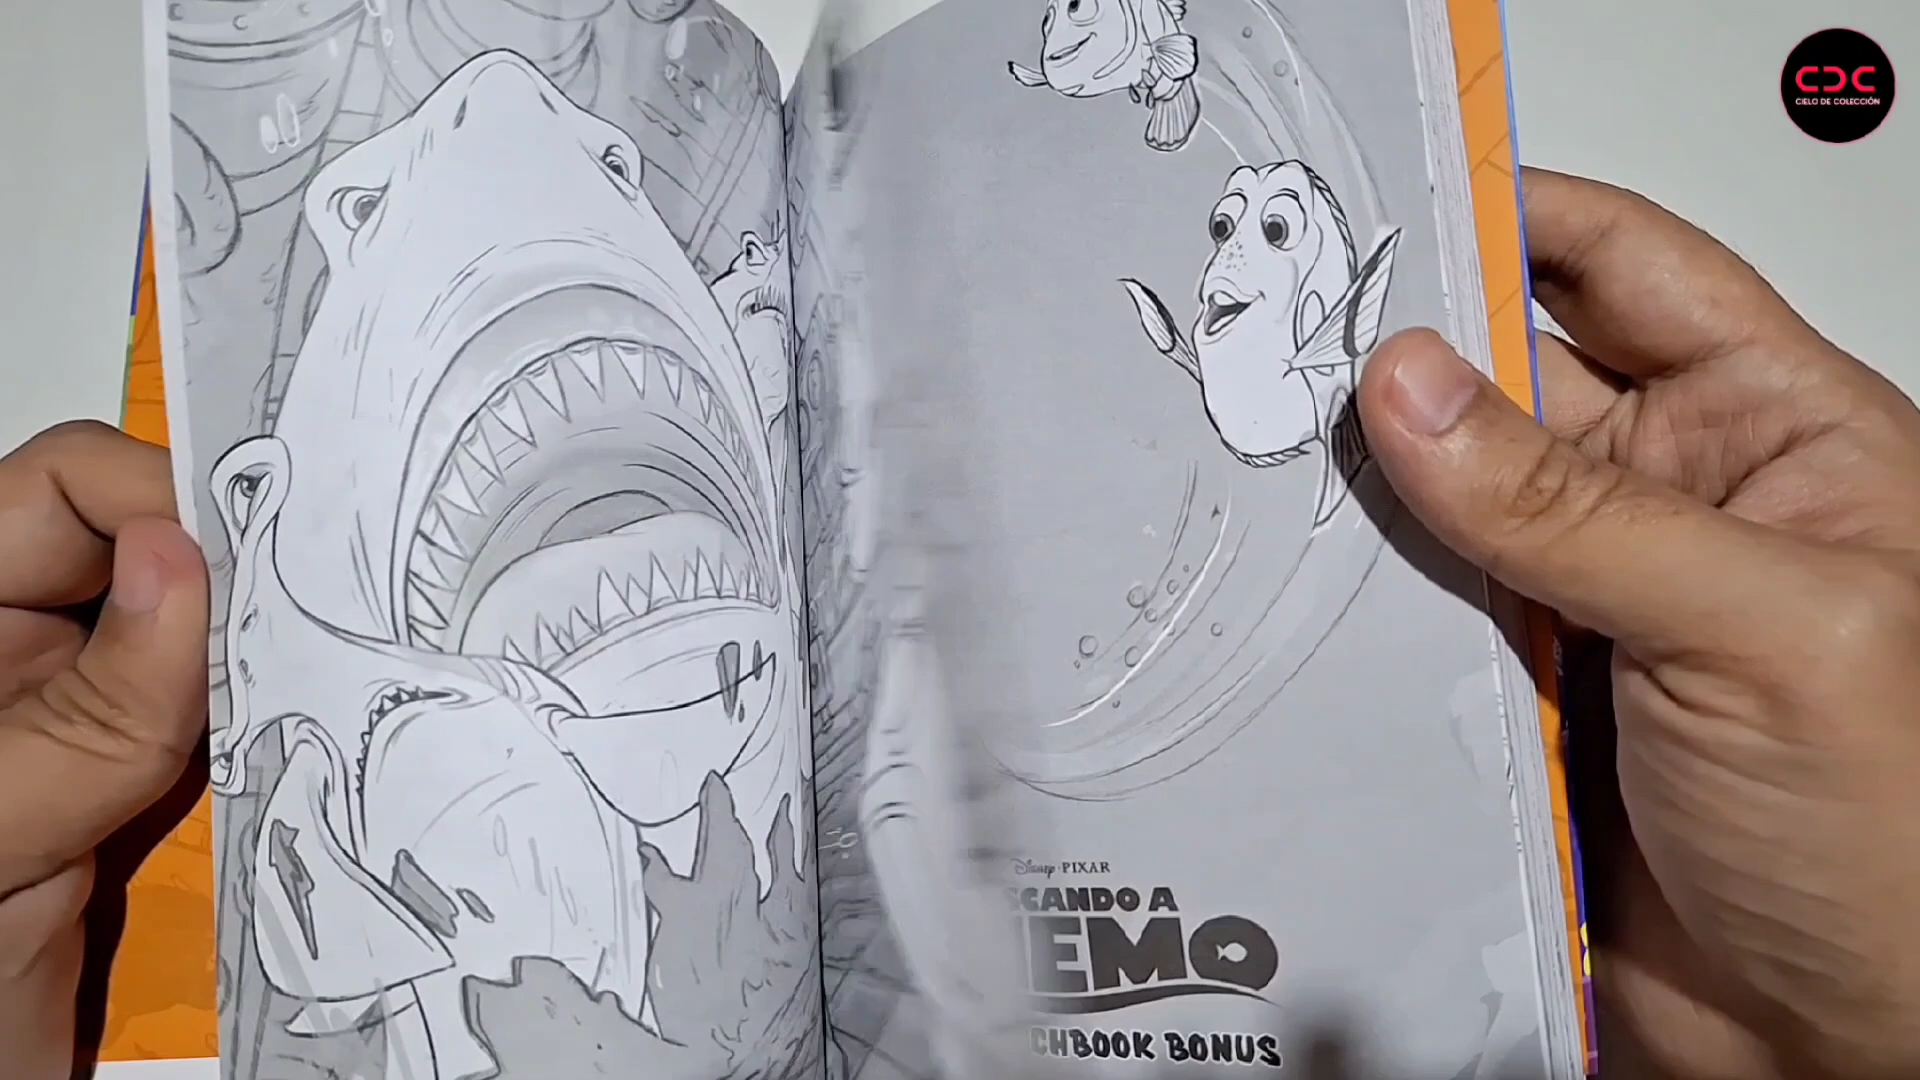 CDC
CIELO DE COLECCIÓN
Disney·PIXAR
SCANDO A
EMO
CHBOOK BONUS